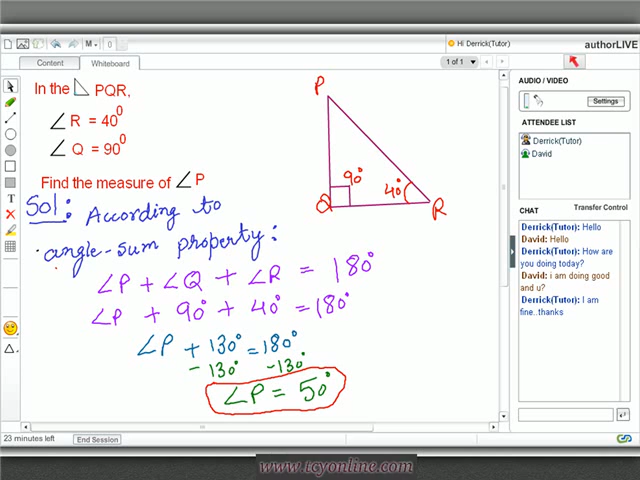 Hi Derrick(Tutor)
authorLIVE
M
0
Content
Whiteboard
1 of 1
In the PQR,
∠ R = 40⁰
∠ Q = 90⁰
Find the measure of ∠ P
P
90°
40°
Q
R
Sol: According to
angle-sum property:
∠P + ∠Q + ∠R = 180°
∠P + 90° + 40° = 180°
∠P + 130° = 180°
- 130° - 130°
∠P = 50°
T
AUDIO / VIDEO
Settings
ATTENDEE LIST
Derrick(Tutor)
David
Transfer Control
CHAT
Derrick(Tutor): Hello
David: Hello
Derrick(Tutor): How are
you doing today?
David: i am doing good
and u?
Derrick(Tutor): I am
fine..thanks
23 minutes left
End Session
www.tcyonline.com